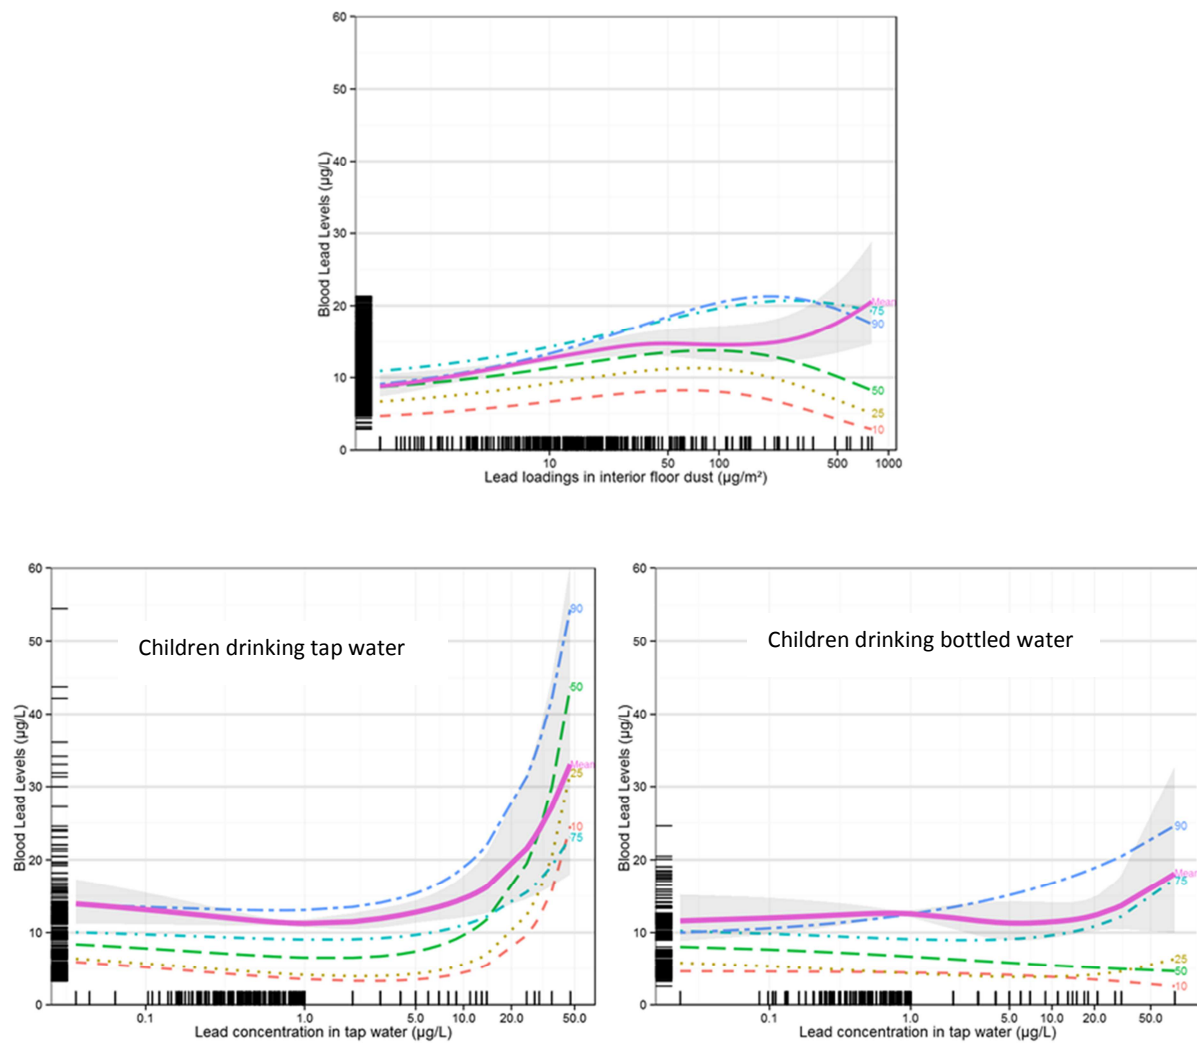 60
50
40
30
20
10
0
Blood Lead Levels (µg/L)
Mean
75
90
50
25
10
10 50 100 500 1000
Lead loadings in interior floor dust (µg/m²)
60
50
40
30
20
10
0
Blood Lead Levels (µg/L)
Children drinking tap water
90
50
Mean
25
10
75
0.1 1.0 5.0 10.0 20.0 50.0
Lead concentration in tap water (µg/L)
60
50
40
30
20
10
0
Blood Lead Levels (µg/L)
Children drinking bottled water
90
Mean
75
25
50
10
0.1 1.0 5.0 10.0 20.0 50.0
Lead concentration in tap water (µg/L)